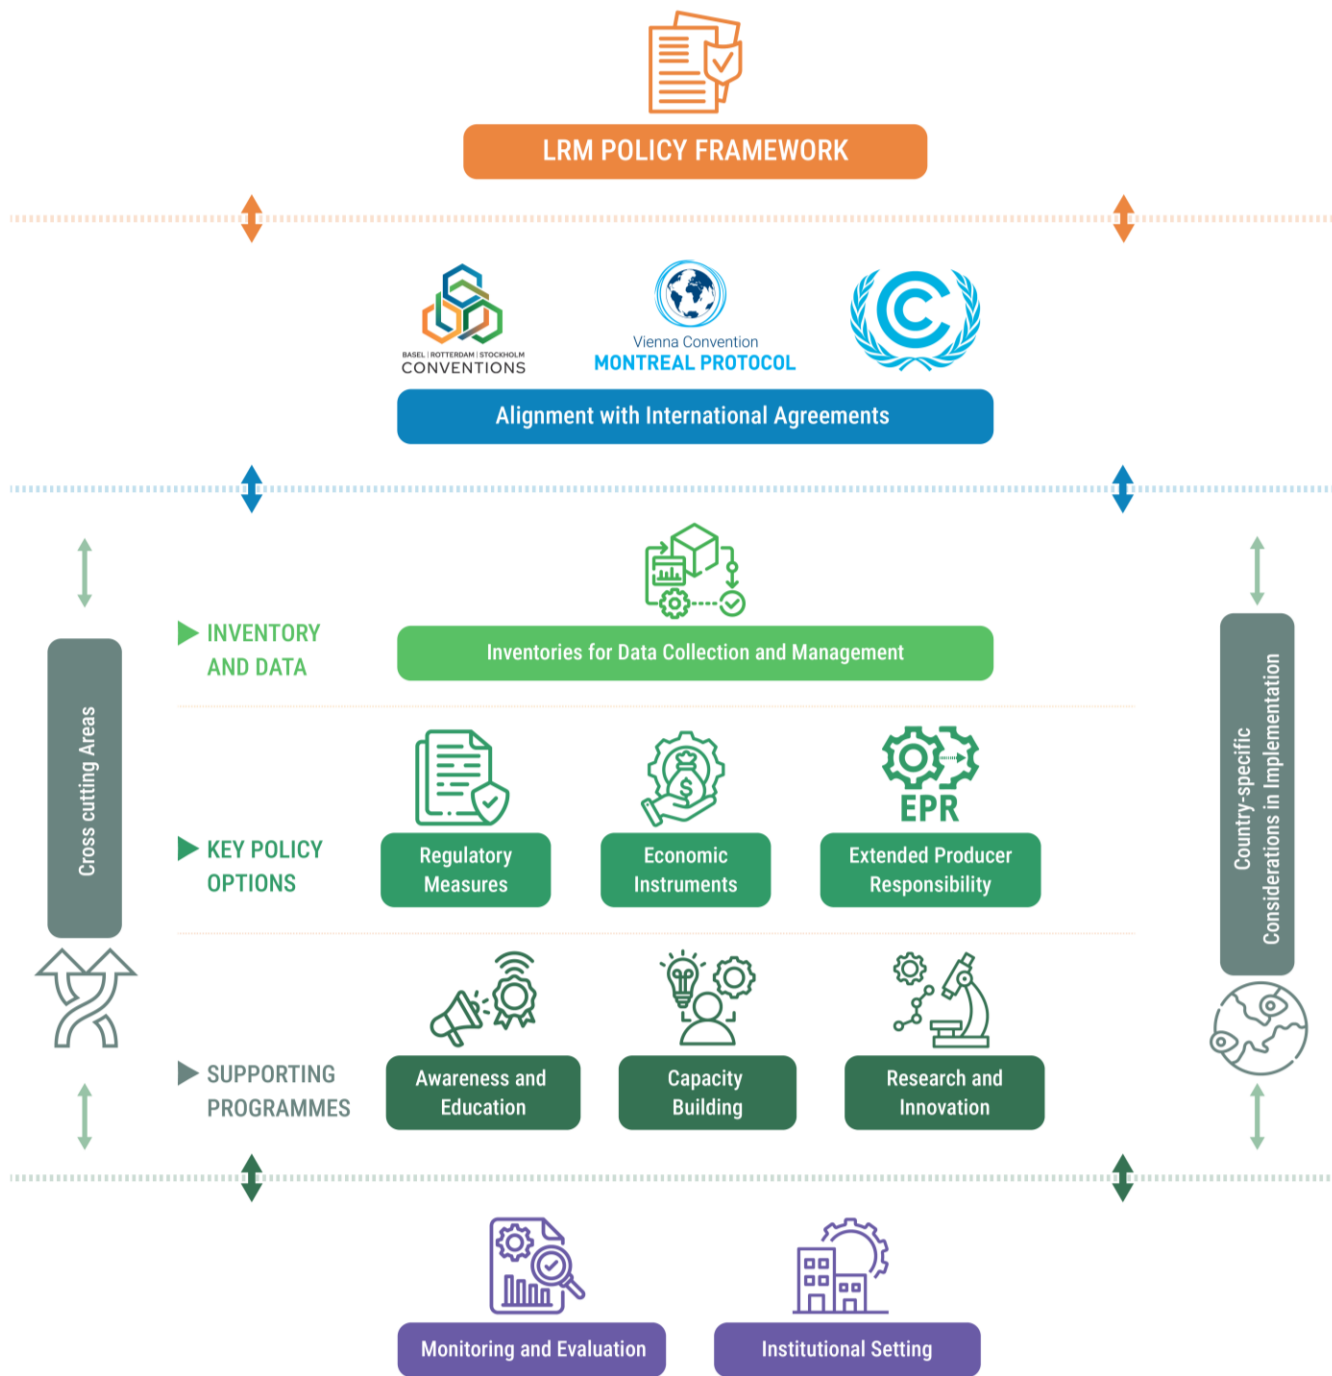 LRM POLICY FRAMEWORK
BASEL | ROTTERDAM | STOCKHOLM
CONVENTIONS
Vienna Convention
MONTREAL PROTOCOL
Alignment with International Agreements
INVENTORY
AND DATA
Inventories for Data Collection and Management
Cross cutting Areas
Country-specific
Considerations in Implementation
KEY POLICY
OPTIONS
Regulatory
Measures
$
Economic
Instruments
EPR
Extended Producer
Responsibility
SUPPORTING
PROGRAMMES
Awareness and
Education
Capacity
Building
Research and
Innovation
Monitoring and Evaluation
Institutional Setting